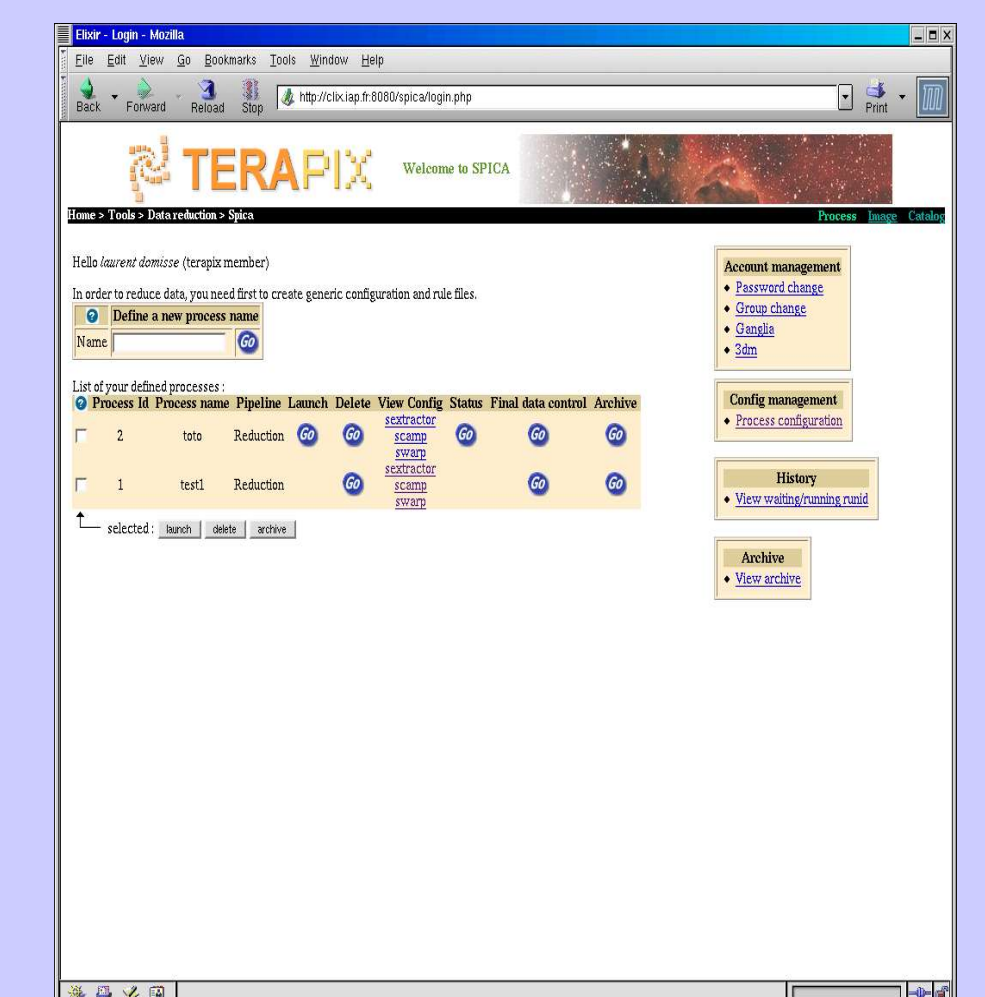 Elixir - Login - Mozilla
File Edit View Go Bookmarks Tools Window Help
Back Forward Reload Stop http://clix.iap.fr:8080/spica/login.php Print
TERAPIX Welcome to SPICA
Home > Tools > Data reduction > Spica Process Image Catalog
Hello laurent domisse (terapix member)
In order to reduce data, you need first to create generic configuration and rule files.
? Define a new process name
Name Go
List of your defined processes :
? Process Id Process name Pipeline Launch Delete View Config Status Final data control Archive
2 toto Reduction Go Go sextractor Go Go Go
scamp
swarp
1 test1 Reduction Go sextractor Go Go
scamp
swarp
selected : launch delete archive
Account management
Password change
Group change
Ganglia
3dm
Config management
Process configuration
History
View waiting/running runid
Archive
View archive